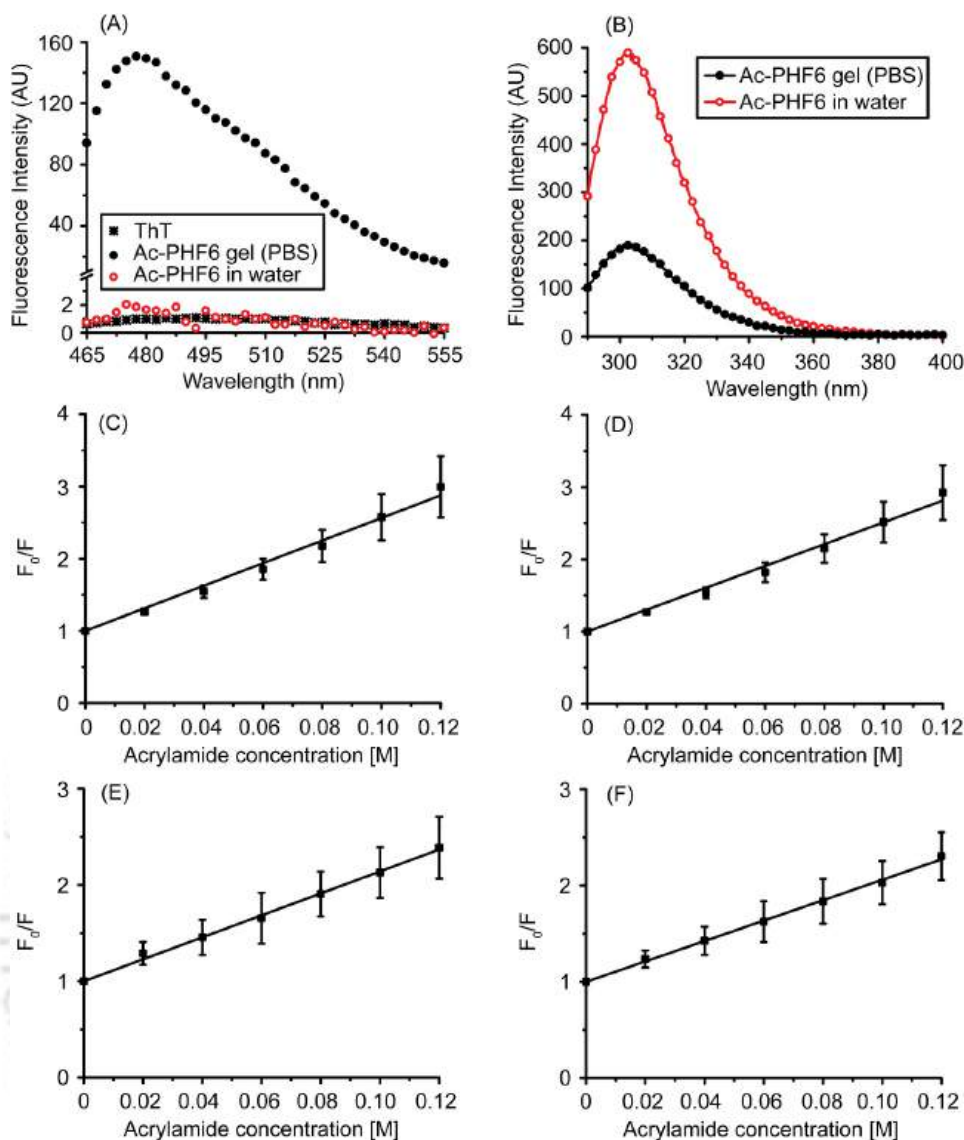 (A)
Fluorescence Intensity (AU)
160
120
80
40
2
1
0
ThT
Ac-PHF6 gel (PBS)
Ac-PHF6 in water
465 480 495 510 525 540 555
Wavelength (nm)
(B)
Fluorescence Intensity (AU)
600
500
400
300
200
100
0
Ac-PHF6 gel (PBS)
Ac-PHF6 in water
300 320 340 360 380 400
Wavelength (nm)
(C)
F₀/F
4
3
2
1
0
0 0.02 0.04 0.06 0.08 0.10 0.12
Acrylamide concentration [M]
(D)
F₀/F
4
3
2
1
0
0 0.02 0.04 0.06 0.08 0.10 0.12
Acrylamide concentration [M]
(E)
F₀/F
3
2
1
0
0 0.02 0.04 0.06 0.08 0.10 0.12
Acrylamide concentration [M]
(F)
F₀/F
3
2
1
0
0 0.02 0.04 0.06 0.08 0.10 0.12
Acrylamide concentration [M]